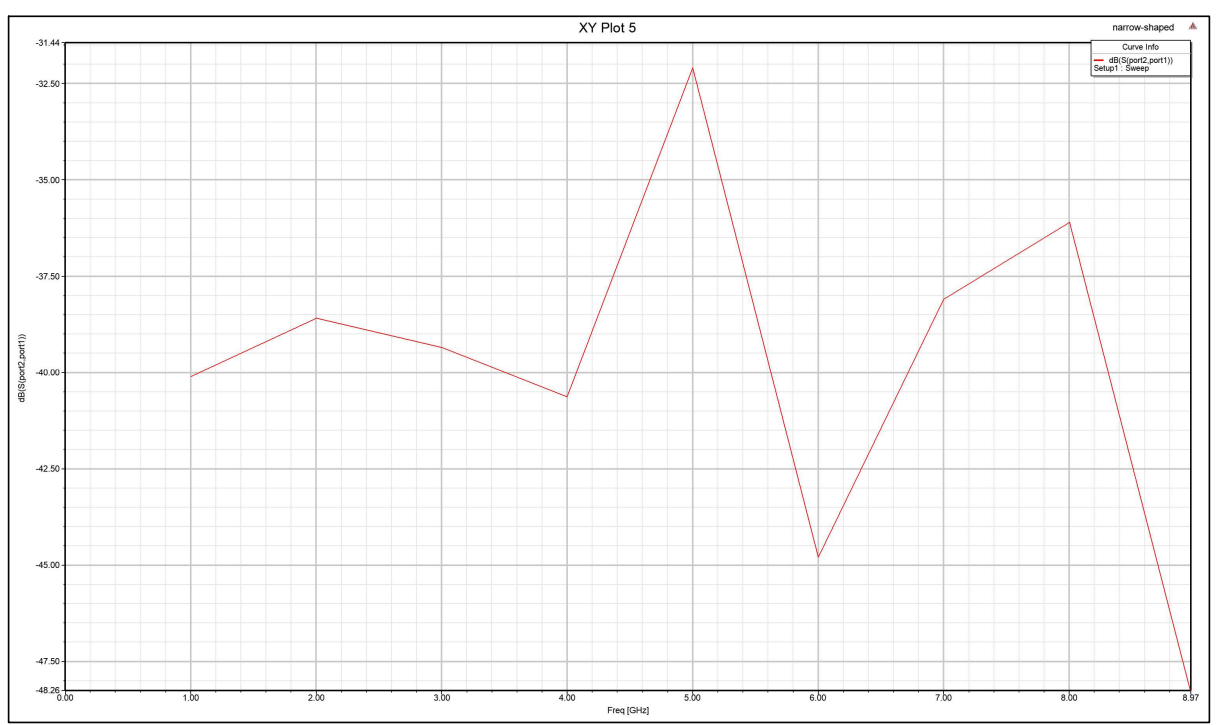 XY Plot 5
narrow-shaped
Curve Info
dB(S(port2,port1))
Setup1 : Sweep
-31.44
-32.50
-35.00
-37.50
-40.00
-42.50
-45.00
-47.50
-48.26
dB(S(port2,port1))
0.00 1.00 2.00 3.00 4.00 5.00 6.00 7.00 8.00 8.97
Freq [GHz]